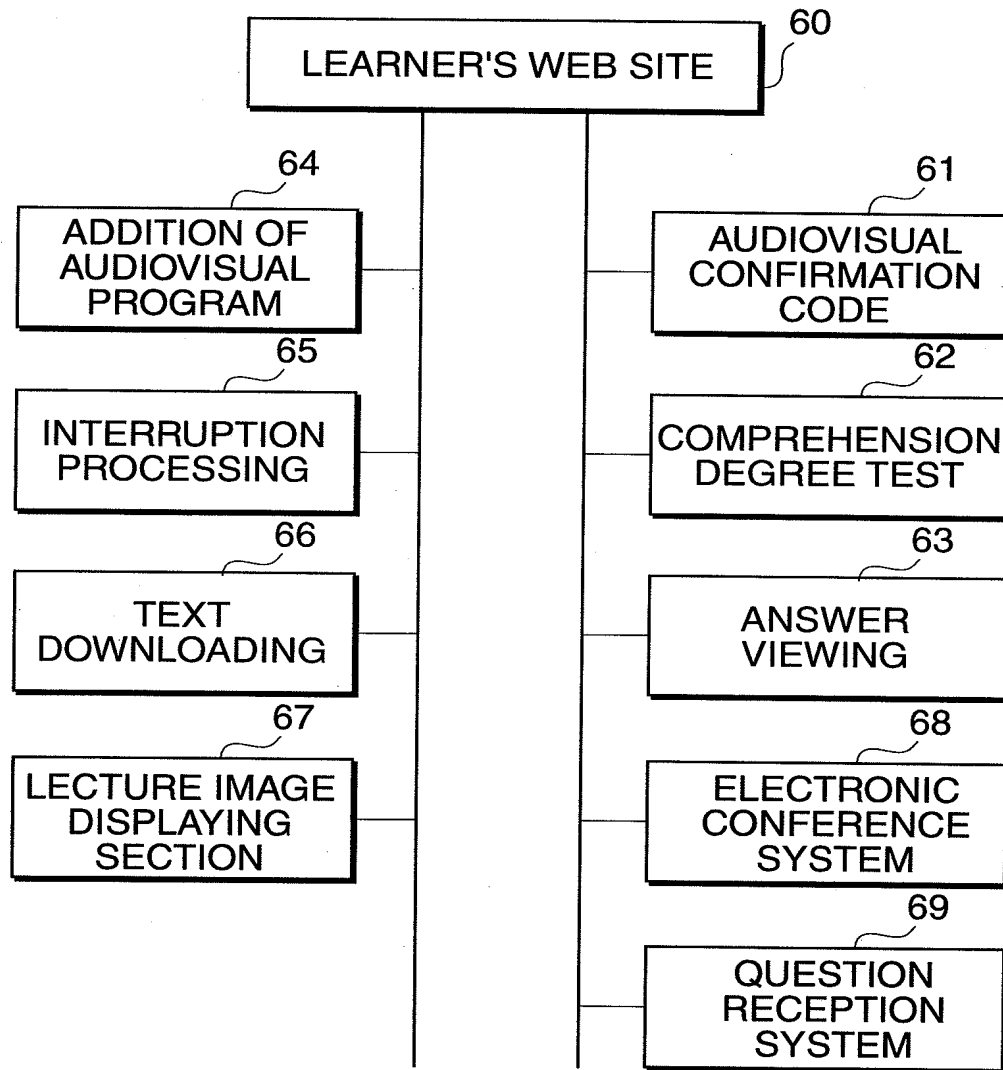 60
LEARNER'S WEB SITE
64
ADDITION OF
AUDIOVISUAL
PROGRAM
65
INTERRUPTION
PROCESSING
66
TEXT
DOWNLOADING
67
LECTURE IMAGE
DISPLAYING
SECTION
61
AUDIOVISUAL
CONFIRMATION
CODE
62
COMPREHENSION
DEGREE TEST
63
ANSWER
VIEWING
68
ELECTRONIC
CONFERENCE
SYSTEM
69
QUESTION
RECEPTION
SYSTEM